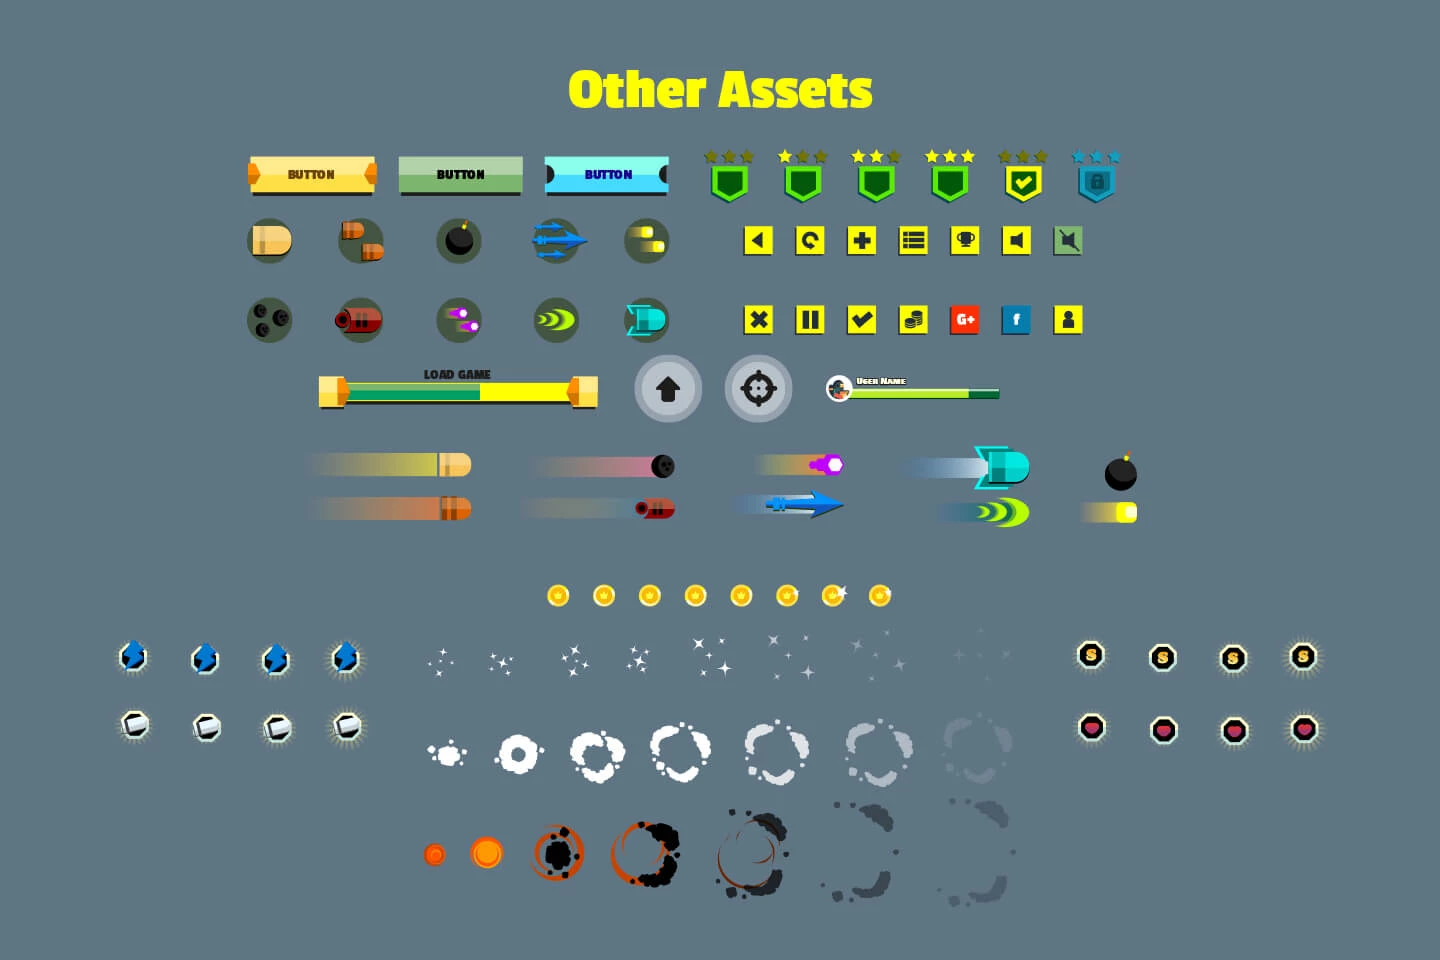 Other Assets
BUTTON
BUTTON
BUTTON
G+
f
LOAD GAME
User Name
S
S
S
S